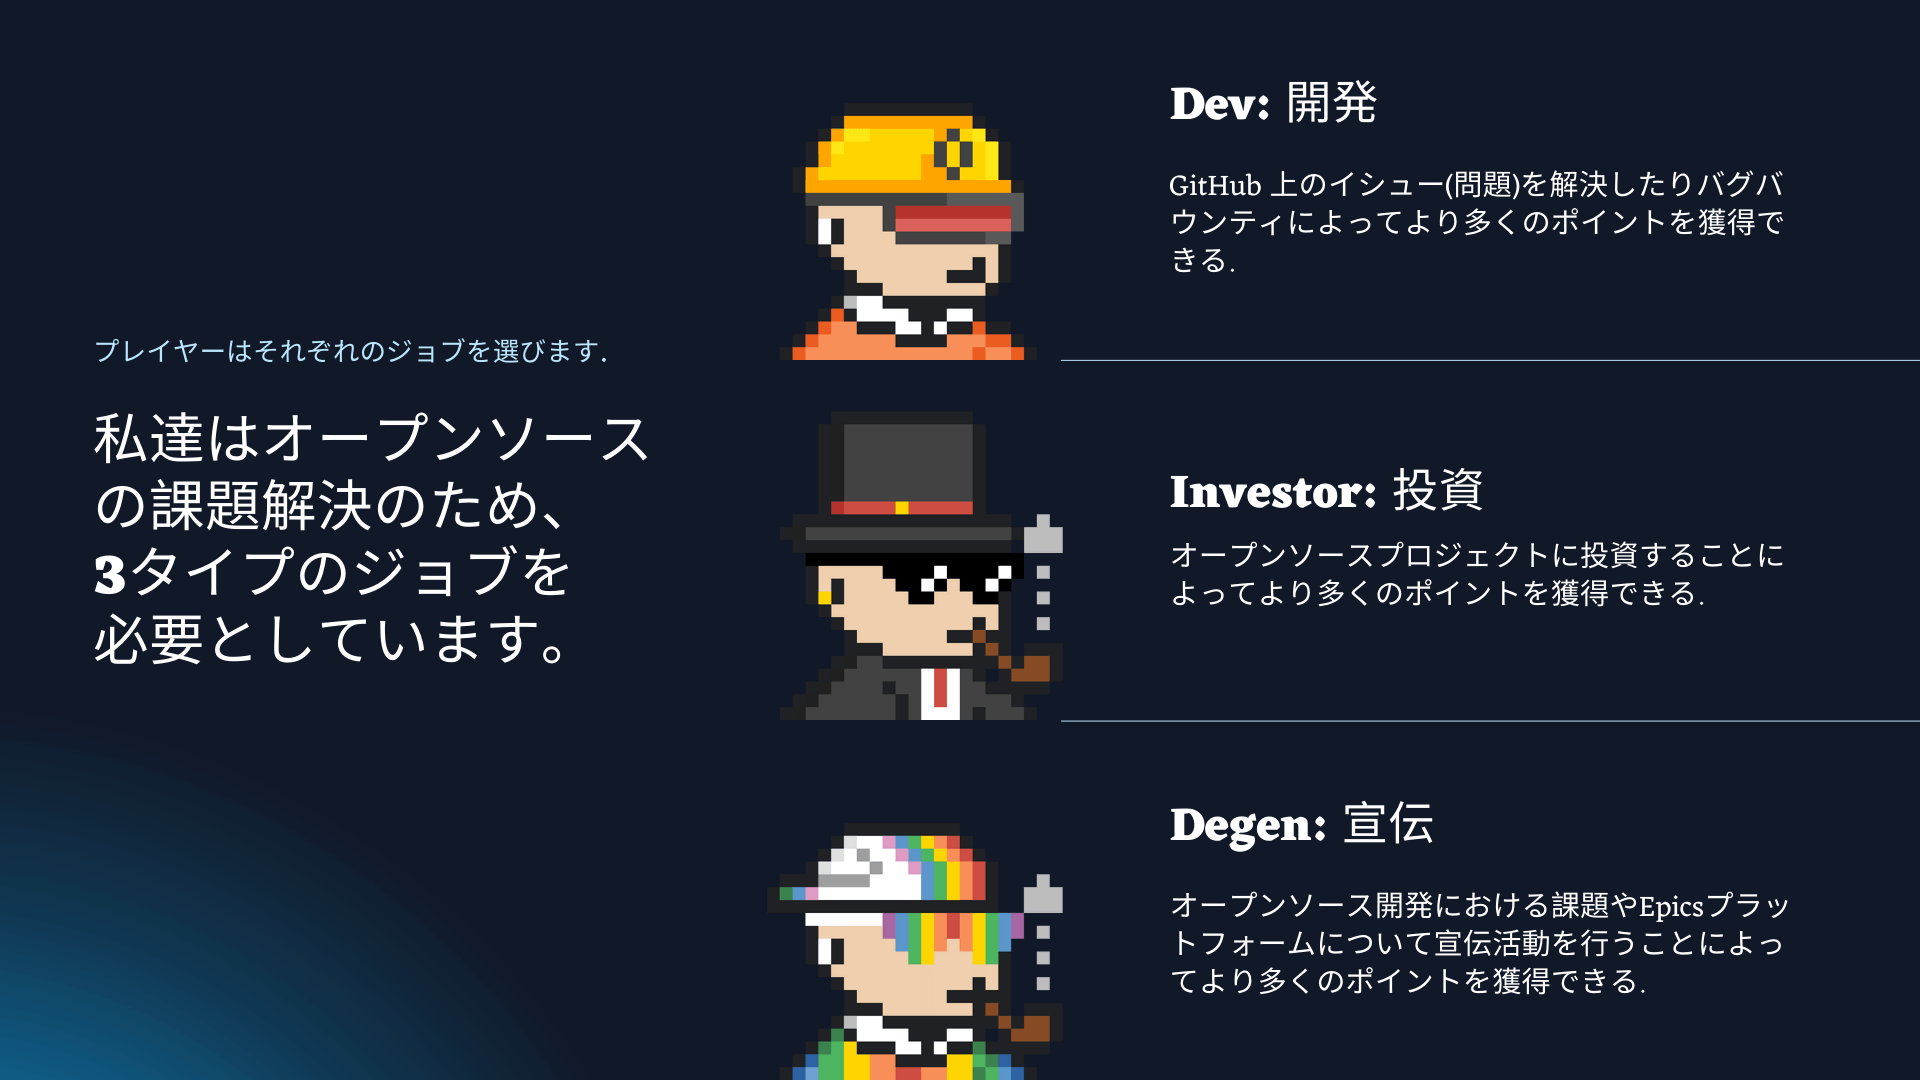 プレイヤーはそれぞれのジョブを選びます.
私達はオープンソース
の課題解決のため、
3タイプのジョブを
必要としています。
Dev: 開発
GitHub 上のイシュー(問題)を解決したりバグバ
ウンティによってより多くのポイントを獲得で
きる.
Investor: 投資
オープンソースプロジェクトに投資することに
よってより多くのポイントを獲得できる.
Degen: 宣伝
オープンソース開発における課題やEpicsプラッ
トフォームについて宣伝活動を行うことによっ
てより多くのポイントを獲得できる.